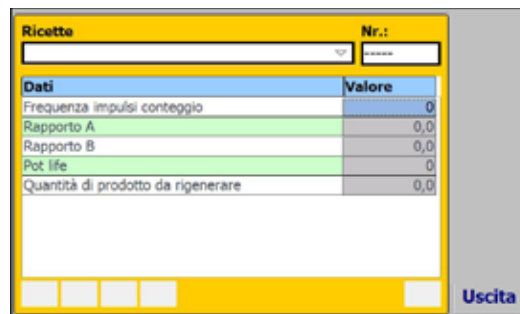 Ricette Nr.:
-----
Dati Valore
Frequenza impulsi conteggio 0
Rapporto A 0,0
Rapporto B 0,0
Pot life 0
Quantità di prodotto da rigenerare 0,0
Uscita